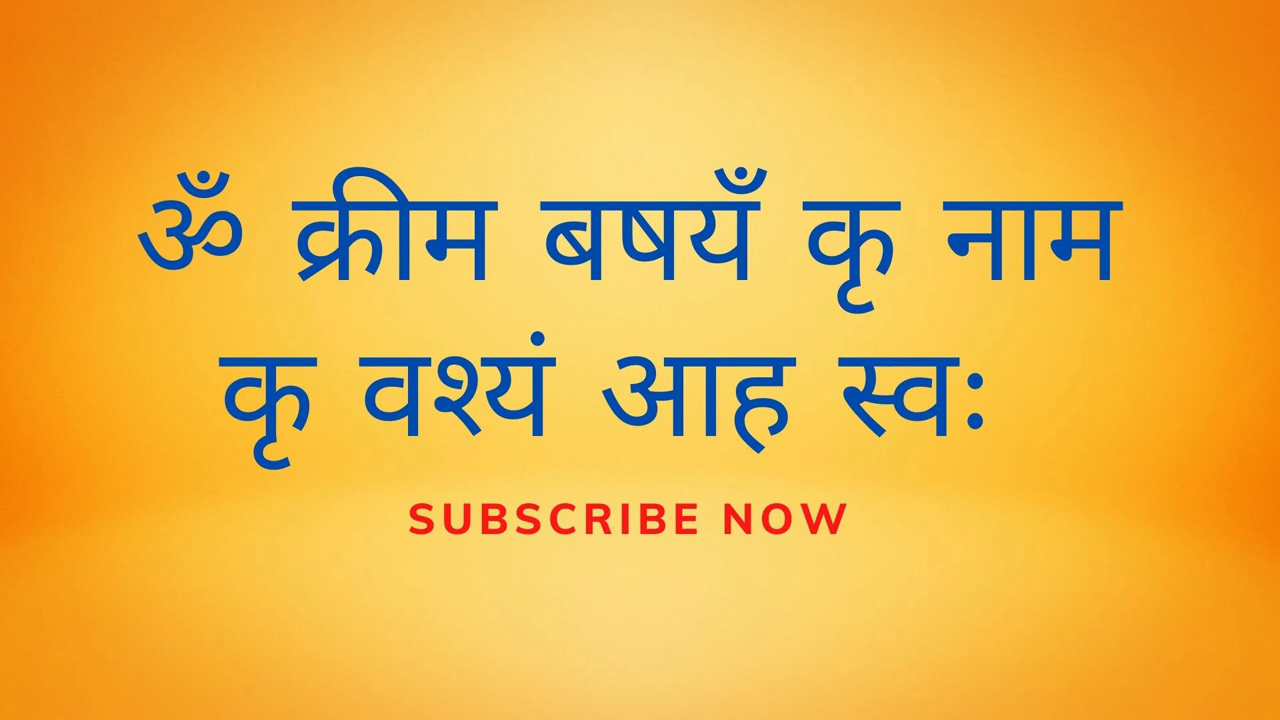 ॐ क्रीम बषयँ कृ नाम
कृ वश्यं आह स्वः
SUBSCRIBE NOW